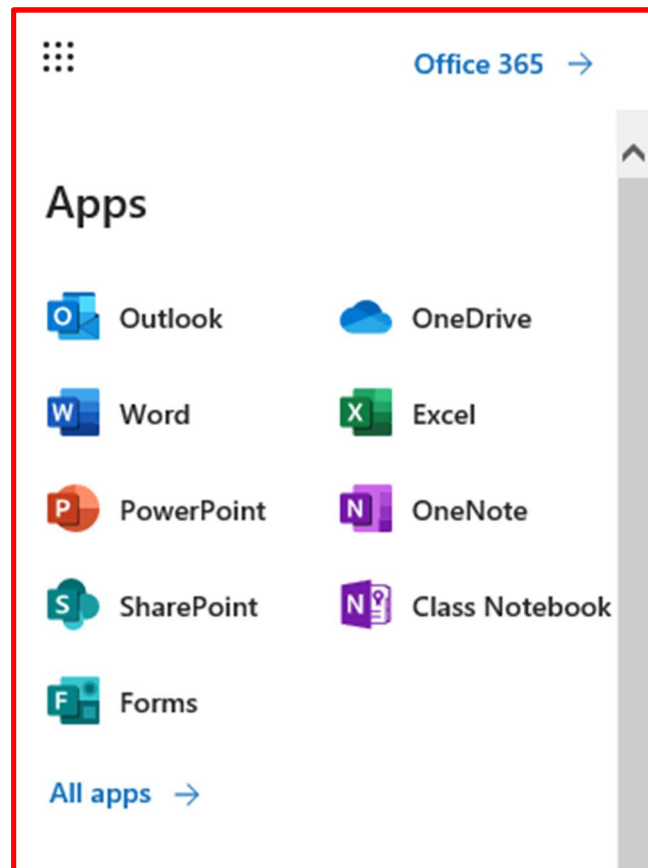 Office 365 →
Apps
Outlook OneDrive
Word Excel
PowerPoint OneNote
SharePoint Class Notebook
Forms
All apps →